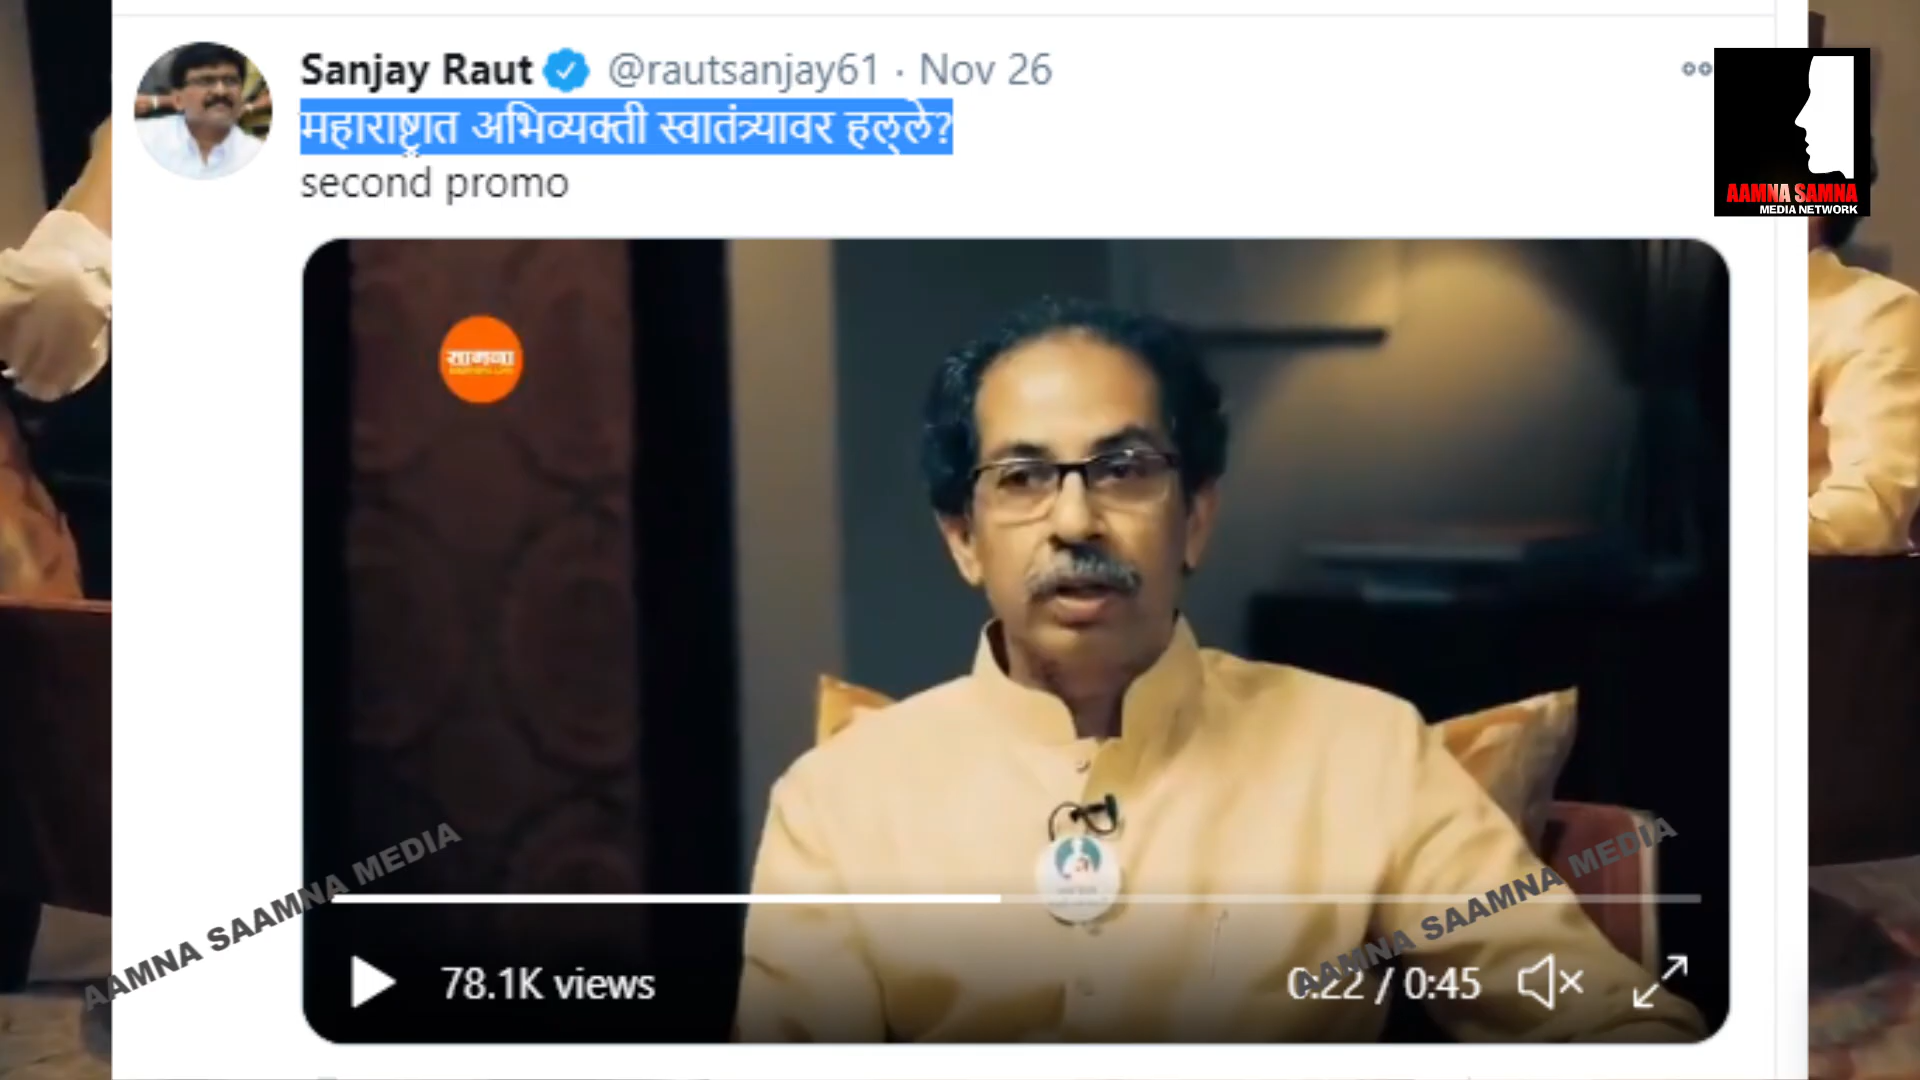 Sanjay Raut @rautsanjay61 · Nov 26
महाराष्ट्रात अभिव्यक्ती स्वातंत्र्यावर हल्ले?
second promo
AAMNA SAMNA
MEDIA NETWORK
सामना
AAMNA SAAMNA MEDIA
AAMNA SAAMNA MEDIA
78.1K views
0:22 / 0:45